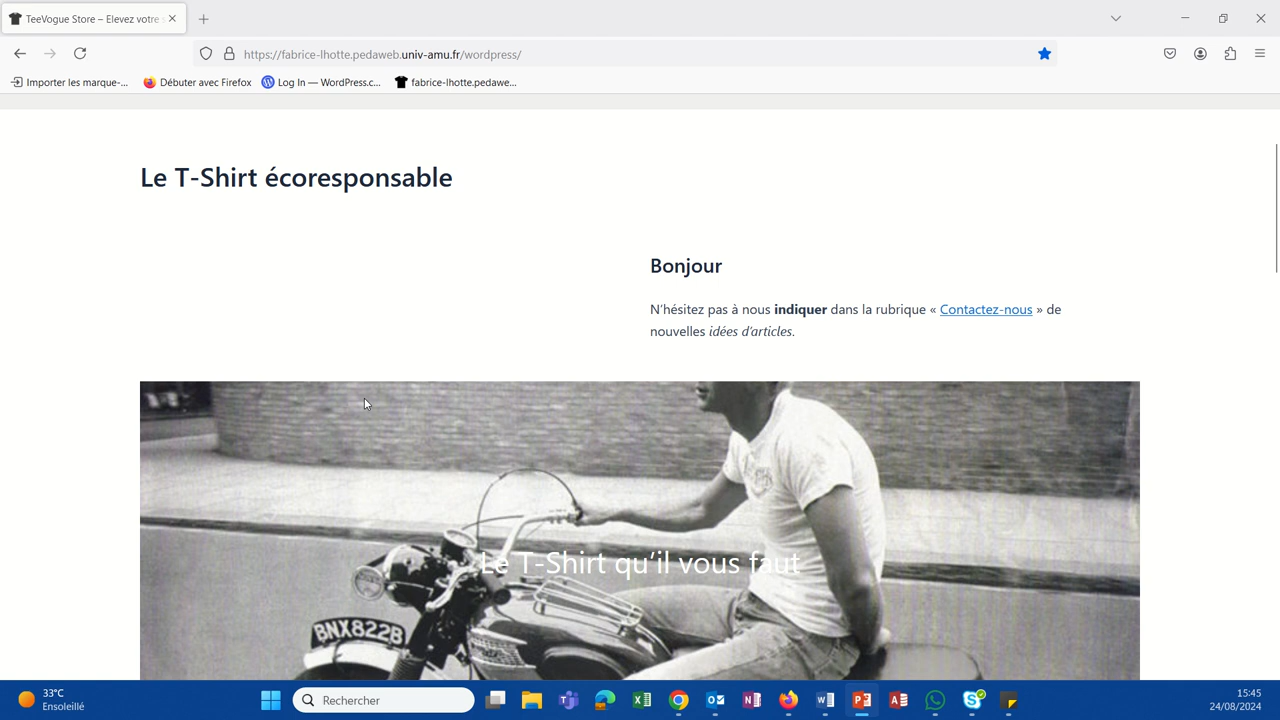 TeeVogue Store – Elevez votre s
https://fabrice-lhotte.pedaweb.univ-amu.fr/wordpress/
Importer les marque-...
Débuter avec Firefox
Log In — WordPress.c...
fabrice-lhotte.pedawe...
Le T-Shirt écoresponsable
Bonjour
N'hésitez pas à nous indiquer dans la rubrique « Contactez-nous » de
nouvelles idées d'articles.
Le T-Shirt qu'il vous faut
BNX822B
33°C
Ensoleillé
Rechercher
15:45
24/08/2024